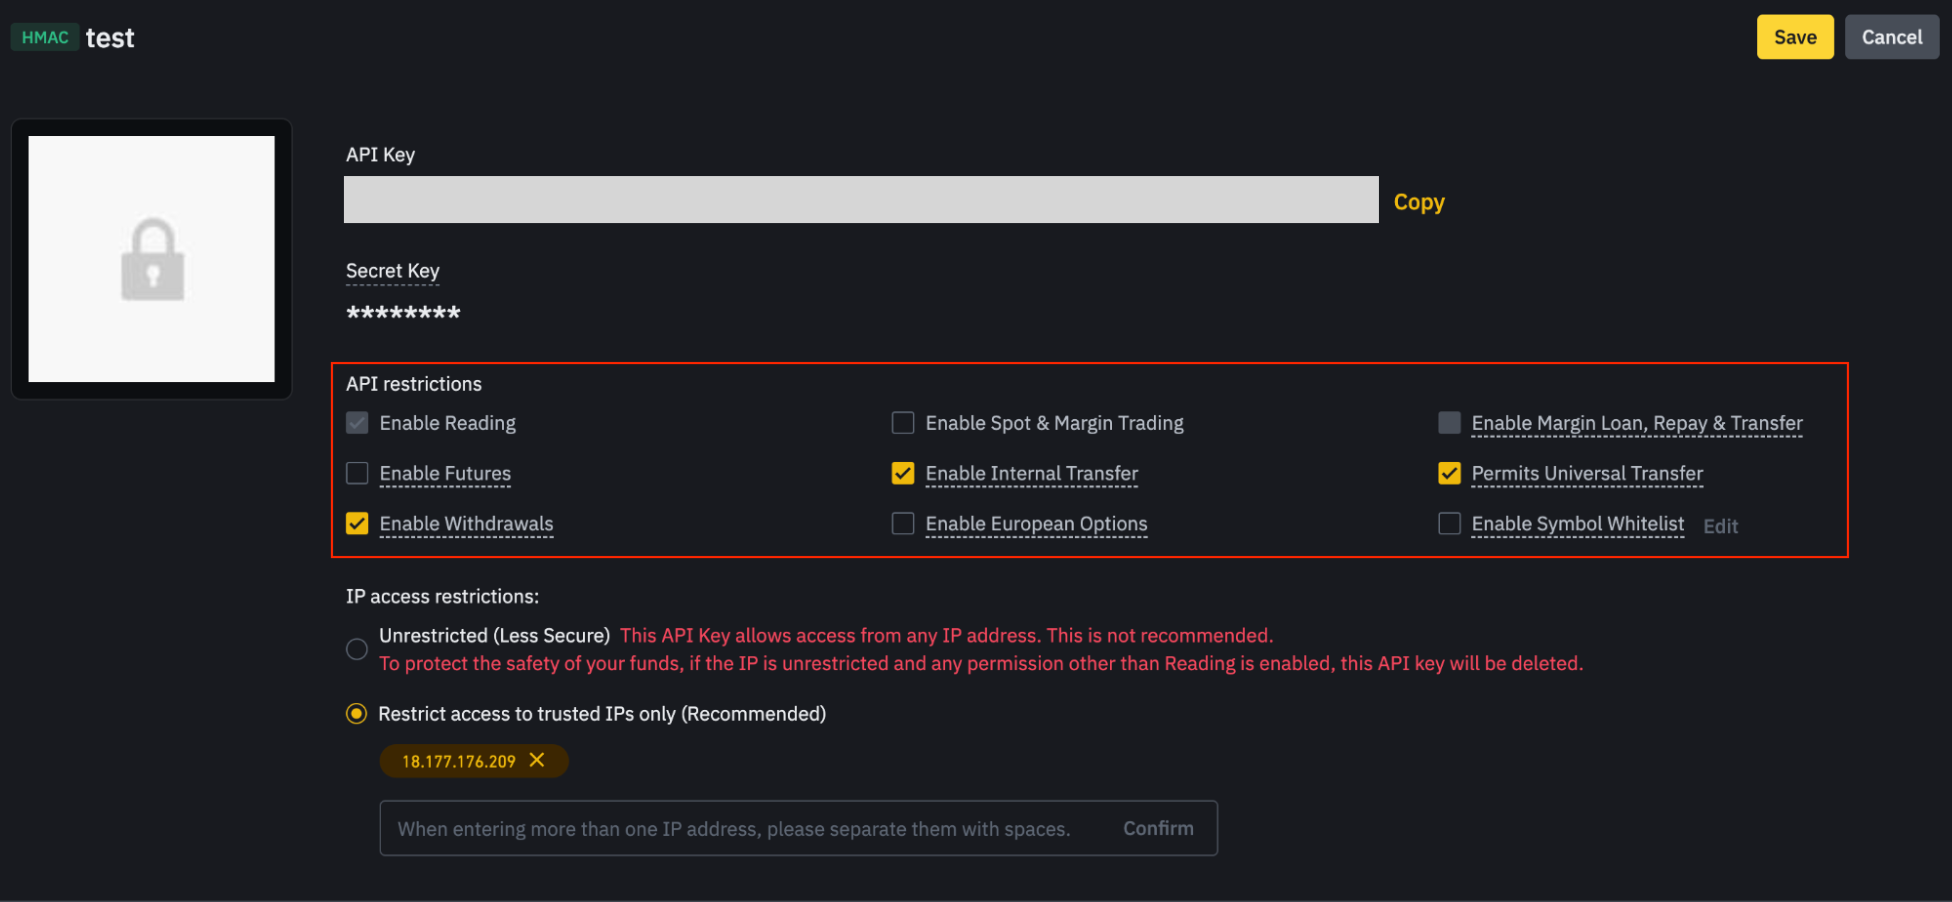 HMAC test
Save Cancel
API Key
Copy
Secret Key
********
API restrictions
Enable Reading Enable Spot & Margin Trading Enable Margin Loan, Repay & Transfer
Enable Futures Enable Internal Transfer Permits Universal Transfer
Enable Withdrawals Enable European Options Enable Symbol Whitelist Edit
IP access restrictions:
Unrestricted (Less Secure) This API Key allows access from any IP address. This is not recommended.
To protect the safety of your funds, if the IP is unrestricted and any permission other than Reading is enabled, this API key will be deleted.
Restrict access to trusted IPs only (Recommended)
18.177.176.209
When entering more than one IP address, please separate them with spaces. Confirm